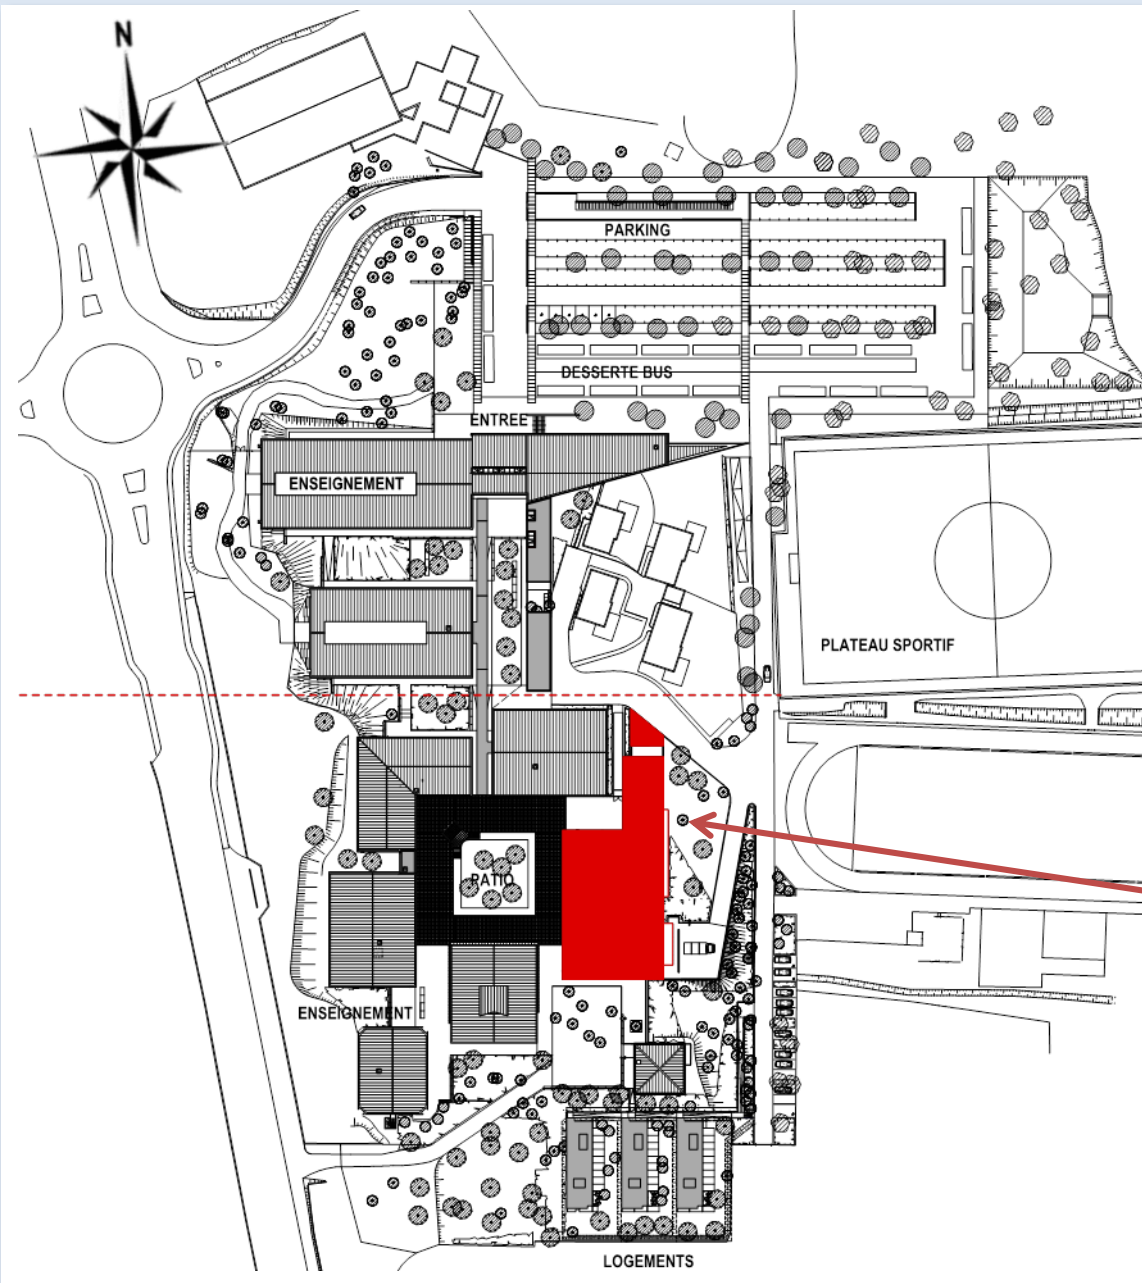 N
PARKING
DESSERTE BUS
ENTREE
ENSEIGNEMENT
PLATEAU SPORTIF
PATIO
ENSEIGNEMENT
LOGEMENTS